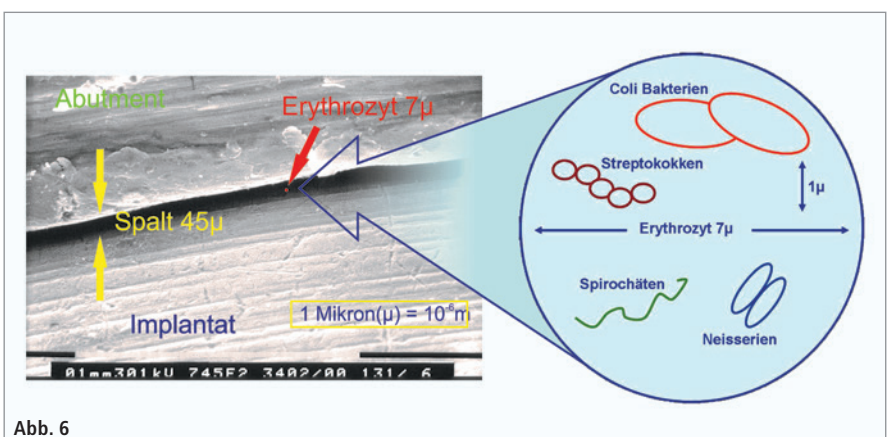 Abutment
Erythrozyt 7µ
Spalt 45µ
Implantat
1 Mikron(µ) = 10⁻⁶m
01mm301kU 745E2 3402/00 131/ 6
Coli Bakterien
Streptokokken
1µ
Erythrozyt 7µ
Spirochäten
Neisserien
Abb. 6